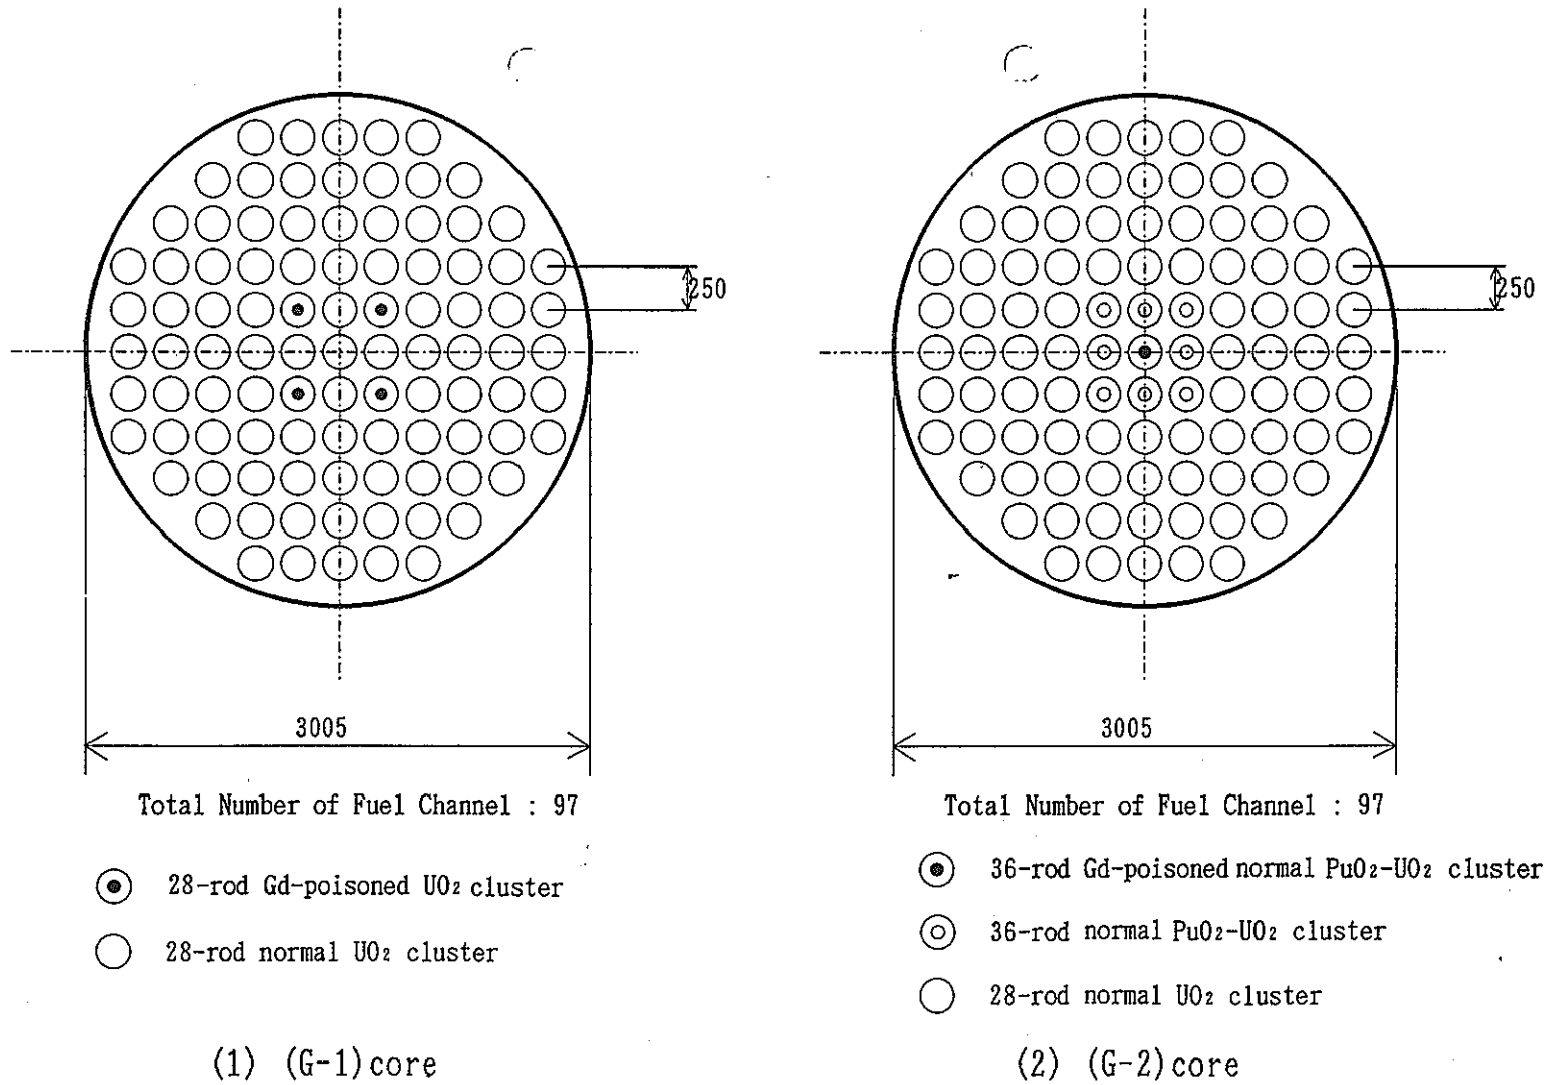 250
3005
Total Number of Fuel Channel : 97
28-rod Gd-poisoned UO₂ cluster
28-rod normal UO₂ cluster
(1) (G-1)core
250
3005
Total Number of Fuel Channel : 97
36-rod Gd-poisoned normal PuO₂-UO₂ cluster
36-rod normal PuO₂-UO₂ cluster
28-rod normal UO₂ cluster
(2) (G-2)core